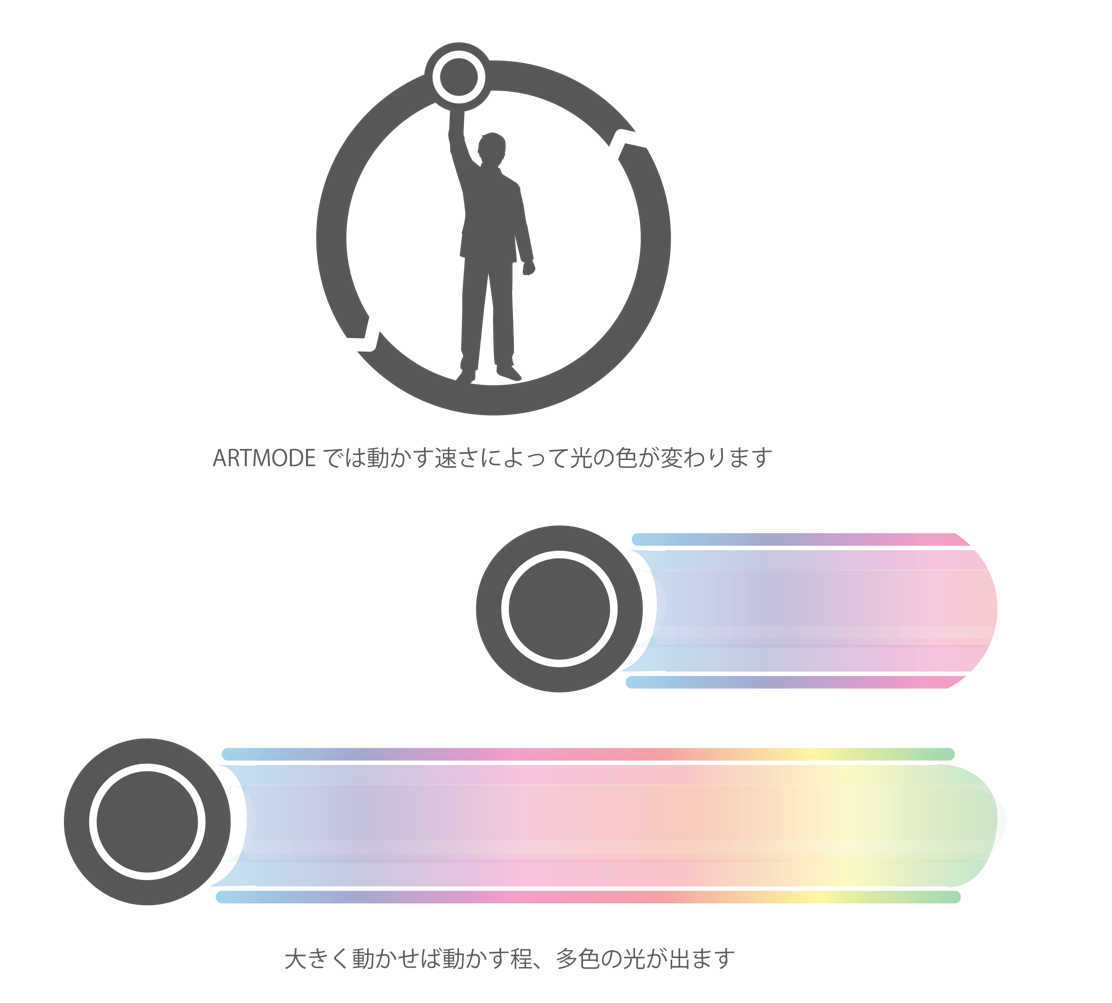 ARTMODE では動かす速さによって光の色が変わります
大きく動かせば動かす程、多色の光が出ます